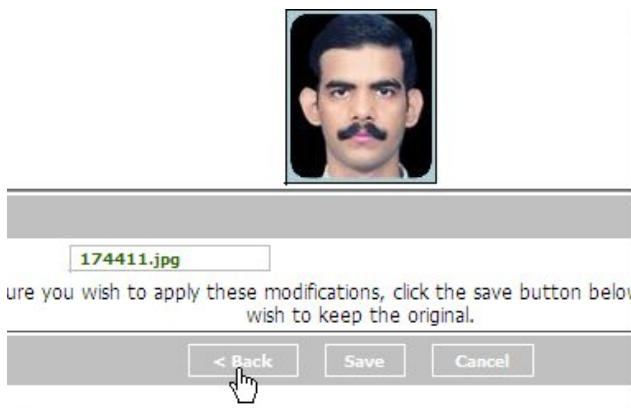 174411.jpg
ure you wish to apply these modifications, click the save button
wish to keep the original.
< Back Save Cancel